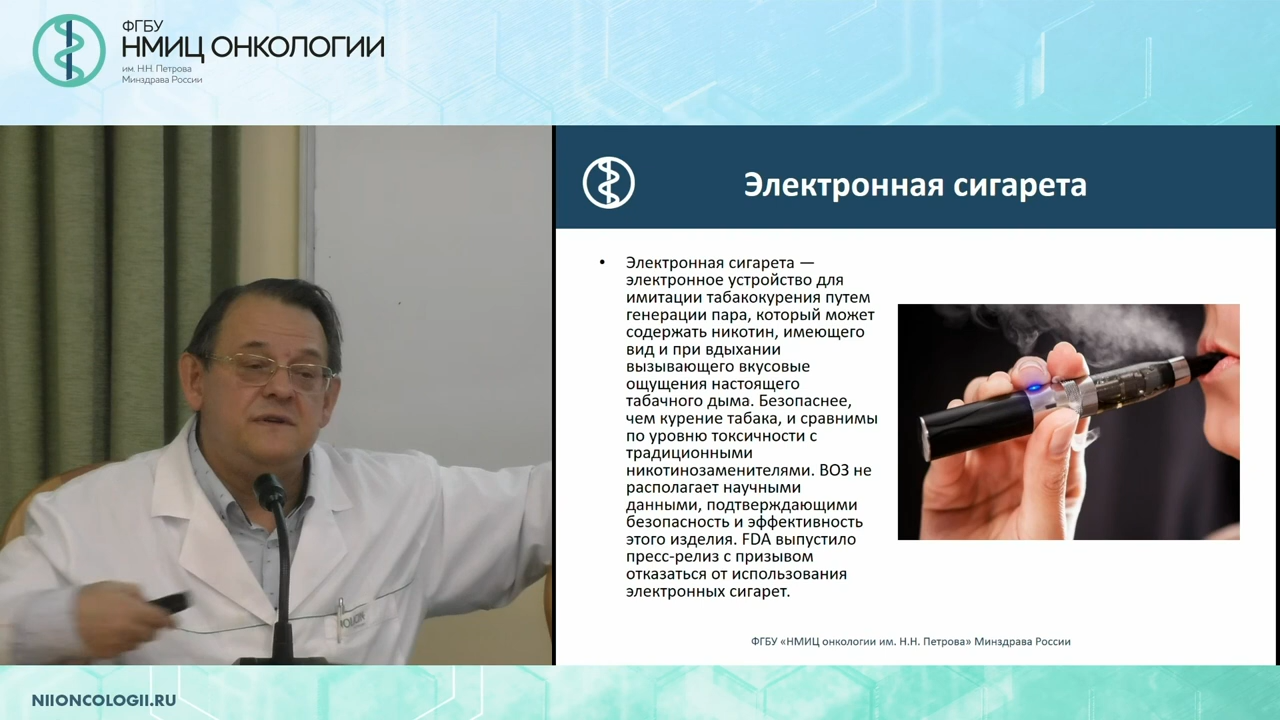 ФГБУ
НМИЦ ОНКОЛОГИИ
им. Н.Н. Петрова
Минздрава России
Электронная сигарета
• Электронная сигарета —
электронное устройство для
имитации табакокурения путем
генерации пара, который может
содержать никотин, имеющего
вид и при вдыхании
вызывающего вкусовые
ощущения настоящего
табачного дыма. Безопаснее,
чем курение табака, и сравнимы
по уровню токсичности с
традиционными
никотинозаменителями. ВОЗ не
располагает научными
данными, подтверждающими
безопасность и эффективность
этого изделия. FDA выпустило
пресс-релиз с призывом
отказаться от использования
электронных сигарет.
ФГБУ «НМИЦ онкологии им. Н.Н. Петрова» Минздрава России
NIIONCOLOGII.RU